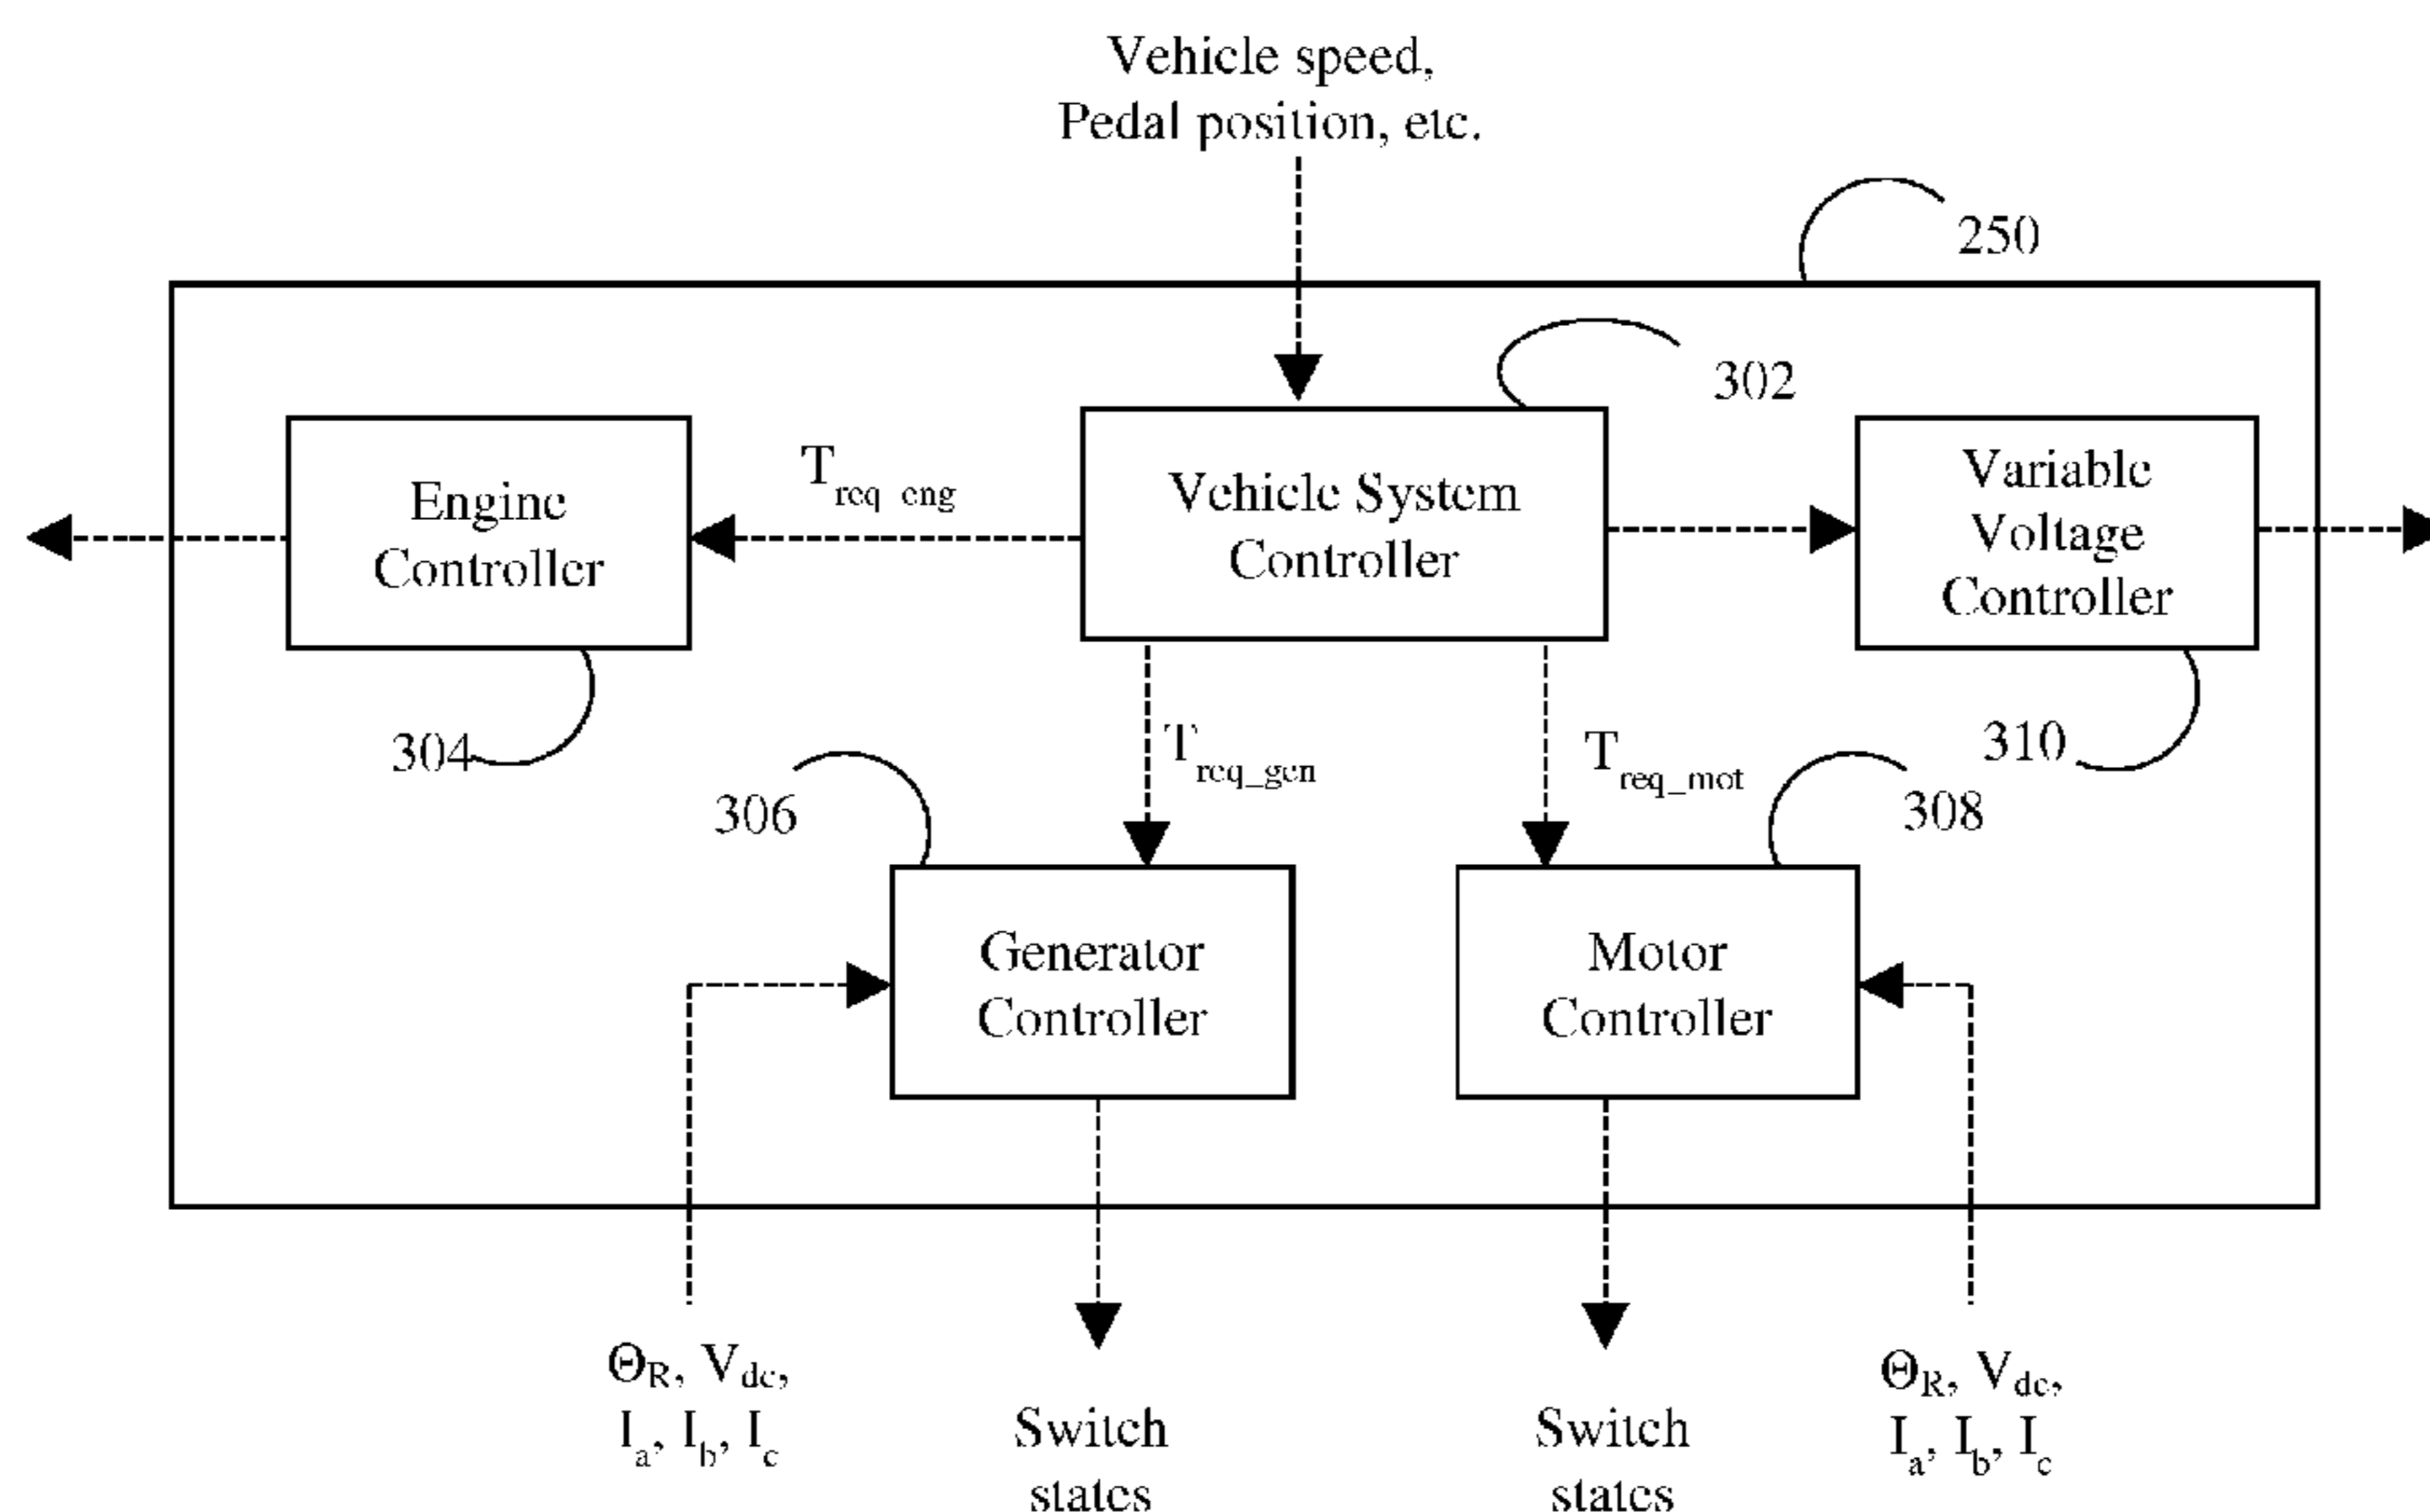 Vehicle speed,
Pedal position, etc.
250
302
Engine
Controller
T_req_eng
Vehicle System
Controller
Variable
Voltage
Controller
304
T_req_gen
T_req_mot
310
306
308
Generator
Controller
Motor
Controller
Θ_R, V_dc,
I_a, I_b, I_c
Switch
states
Switch
states
Θ_R, V_dc,
I_a, I_b, I_c